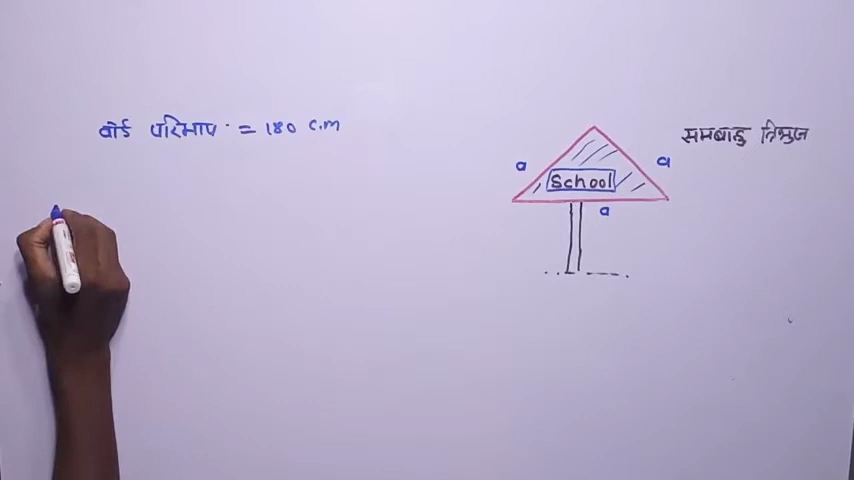 बोर्ड परिमाप = 180 c.m
समबाहु त्रिभुज
a
a
School
a